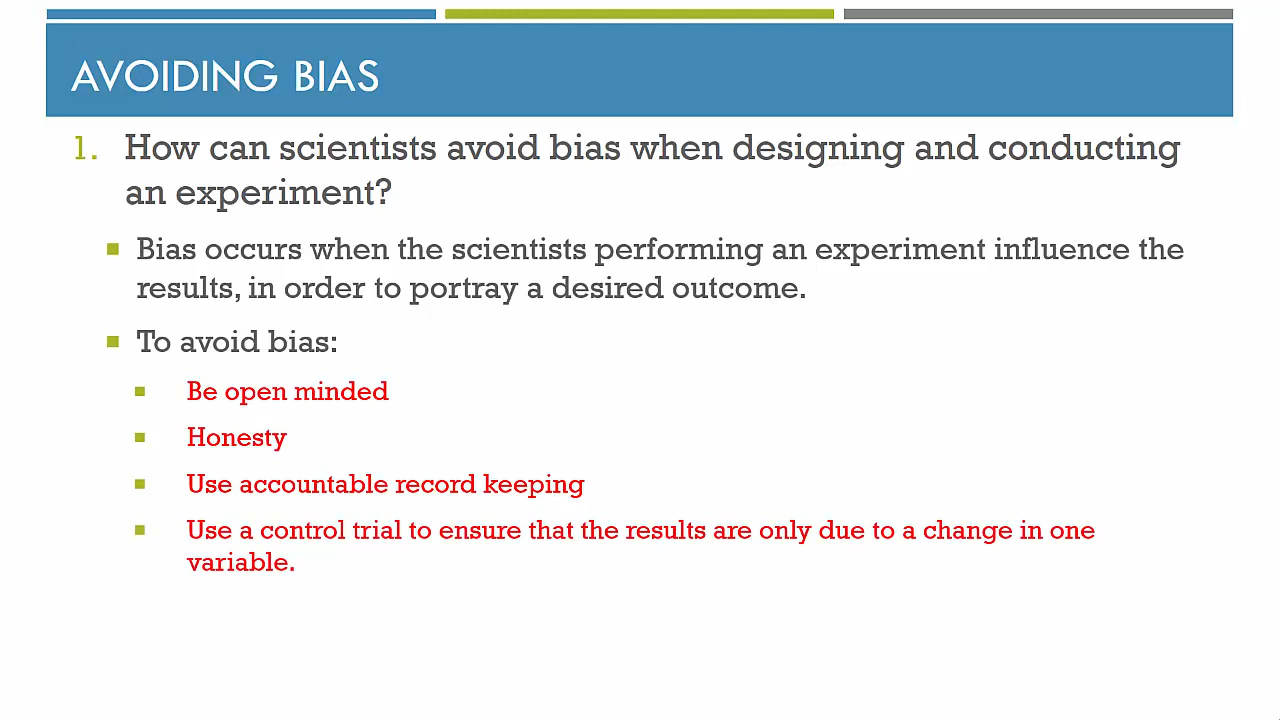 AVOIDING BIAS
1. How can scientists avoid bias when designing and conducting
an experiment?
Bias occurs when the scientists performing an experiment influence the
results, in order to portray a desired outcome.
To avoid bias:
Be open minded
Honesty
Use accountable record keeping
Use a control trial to ensure that the results are only due to a change in one
variable.